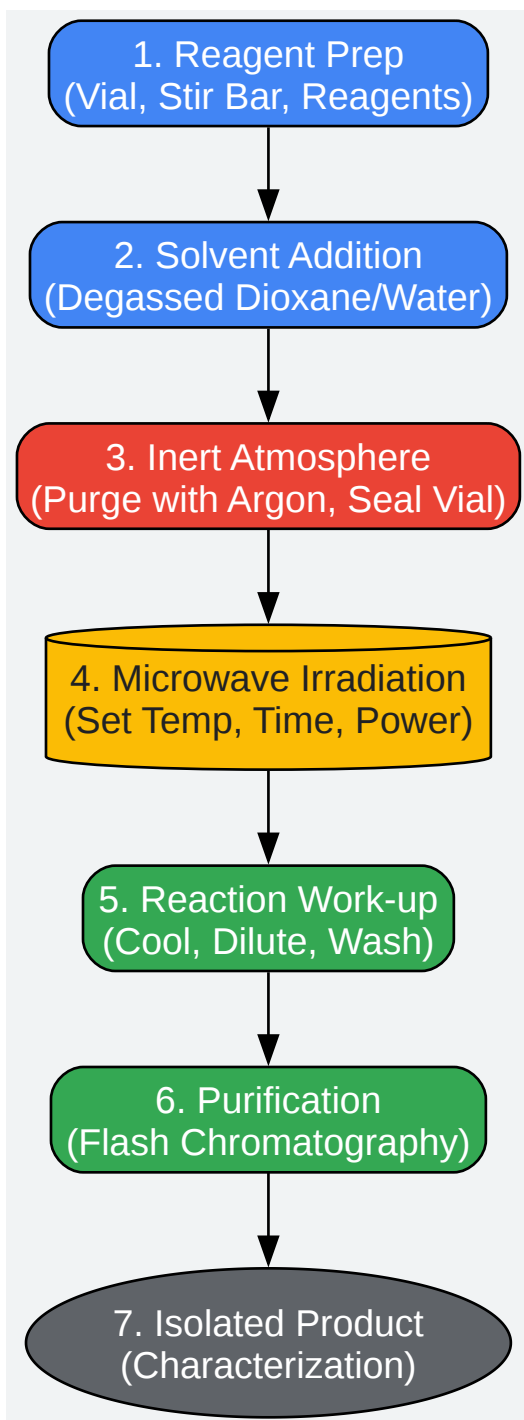 1. Reagent Prep
(Vial, Stir Bar, Reagents)
2. Solvent Addition
(Degassed Dioxane/Water)
3. Inert Atmosphere
(Purge with Argon, Seal Vial)
4. Microwave Irradiation
(Set Temp, Time, Power)
5. Reaction Work-up
(Cool, Dilute, Wash)
6. Purification
(Flash Chromatography)
7. Isolated Product
(Characterization)